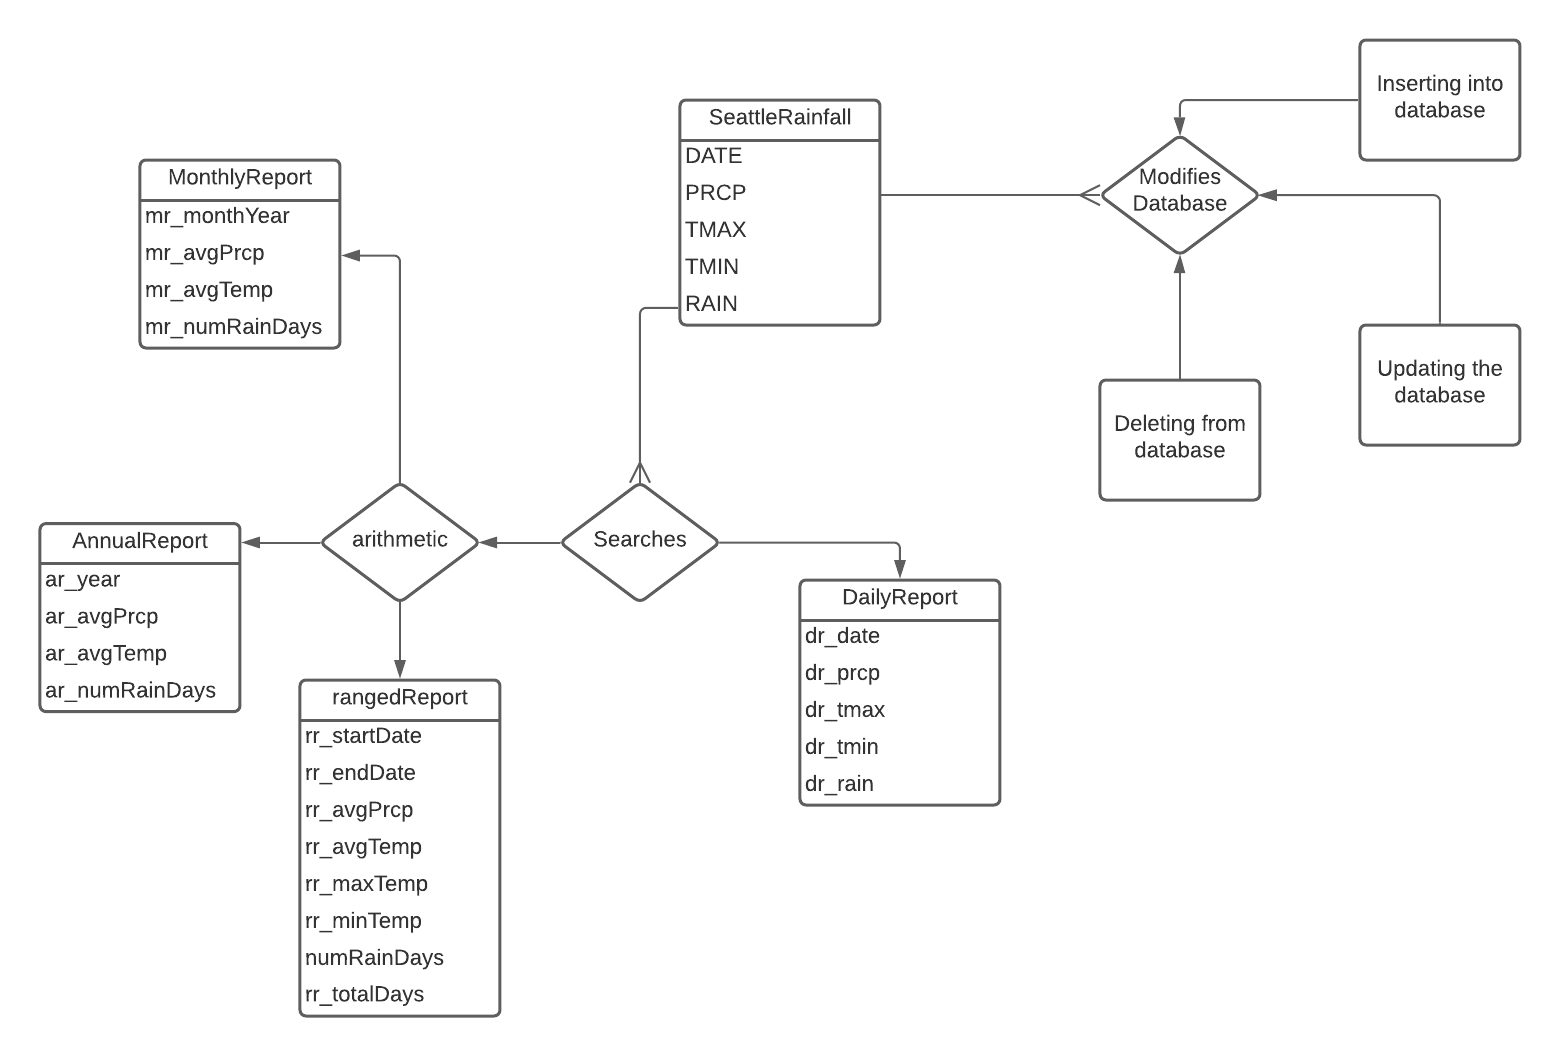 Inserting into
database
SeattleRainfall
DATE
PRCP
TMAX
TMIN
RAIN
Modifies
Database
MonthlyReport
mr_monthYear
mr_avgPrcp
mr_avgTemp
mr_numRainDays
Updating the
database
Deleting from
database
arithmetic
Searches
AnnualReport
ar_year
ar_avgPrcp
ar_avgTemp
ar_numRainDays
DailyReport
dr_date
dr_prcp
dr_tmax
dr_tmin
dr_rain
rangedReport
rr_startDate
rr_endDate
rr_avgPrcp
rr_avgTemp
rr_maxTemp
rr_minTemp
numRainDays
rr_totalDays